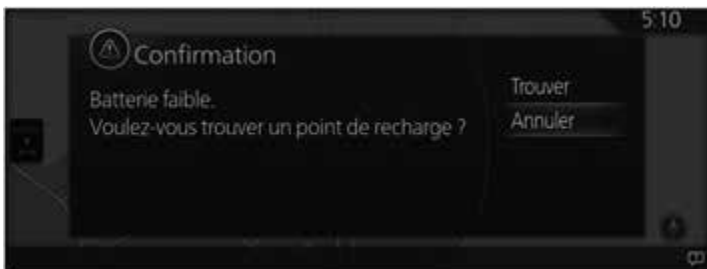 5:10
Confirmation
Batterie faible.
Voulez-vous trouver un point de recharge ?
Trouver
Annuler